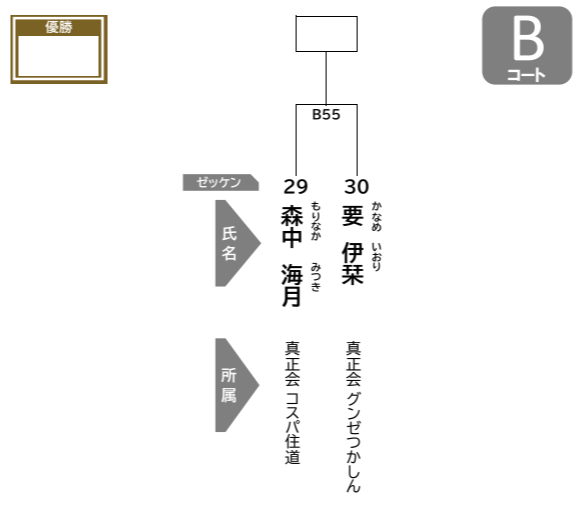 優勝
B
コート
B55
ゼッケン
29
30
氏名
森中 海月
もりなか みつき
要 伊栞
かなめ いおり
所属
真正会 コスパ住道
真正会 グンゼつかしん